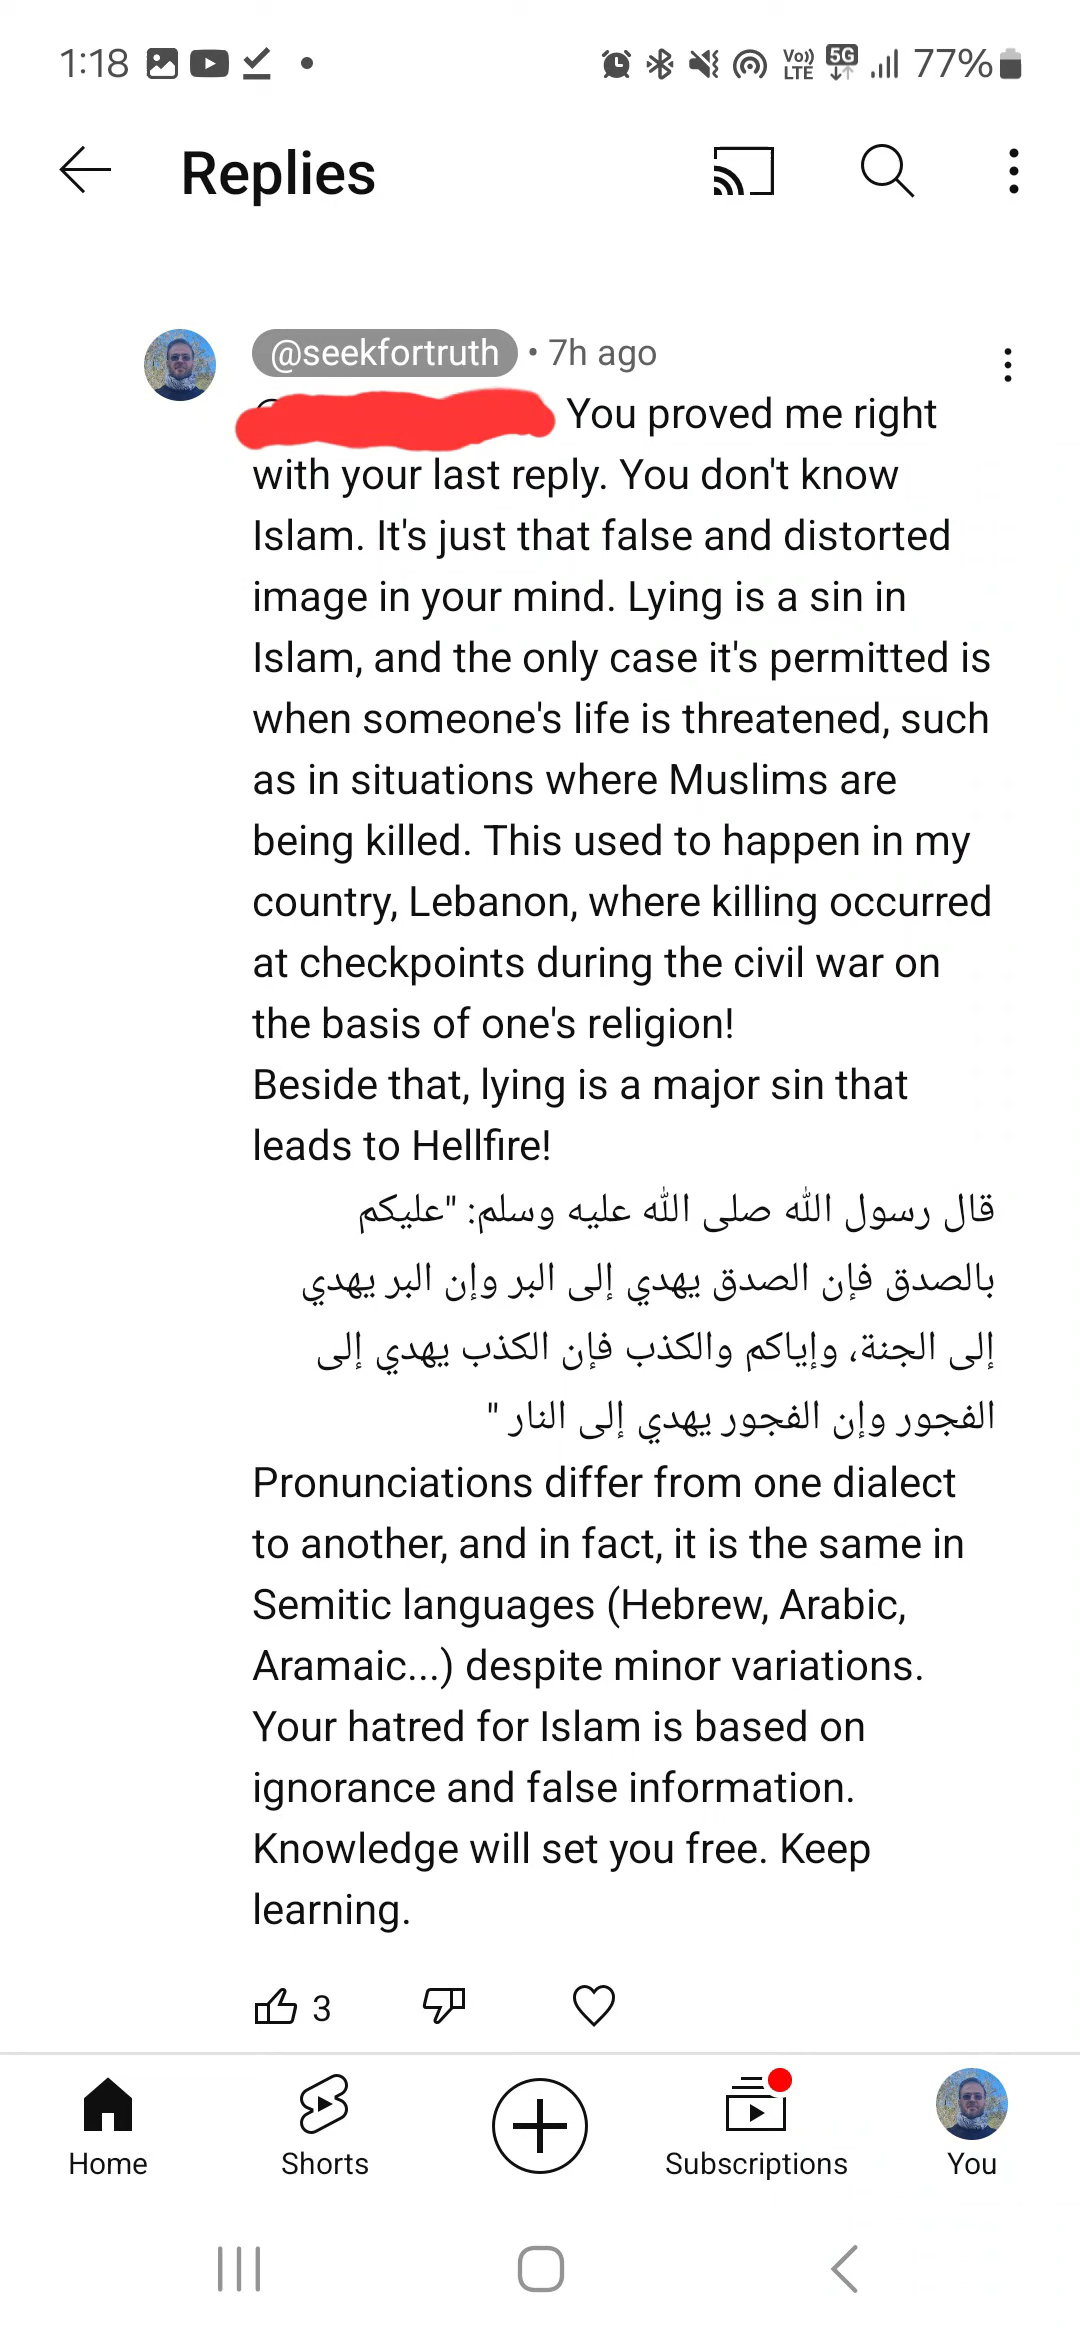 1:18
Vo)) LTE 5G 77%
Replies
@seekfortruth • 7h ago
You proved me right
with your last reply. You don't know
Islam. It's just that false and distorted
image in your mind. Lying is a sin in
Islam, and the only case it's permitted is
when someone's life is threatened, such
as in situations where Muslims are
being killed. This used to happen in my
country, Lebanon, where killing occurred
at checkpoints during the civil war on
the basis of one's religion!
Beside that, lying is a major sin that
leads to Hellfire!
قال رسول الله صلى الله عليه وسلم: "عليكم
بالصدق فإن الصدق يهدي إلى البر وإن البر يهدي
إلى الجنة، وإياكم والكذب فإن الكذب يهدي إلى
الفجور وإن الفجور يهدي إلى النار "
Pronunciations differ from one dialect
to another, and in fact, it is the same in
Semitic languages (Hebrew, Arabic,
Aramaic...) despite minor variations.
Your hatred for Islam is based on
ignorance and false information.
Knowledge will set you free. Keep
learning.
3
Home Shorts Subscriptions You